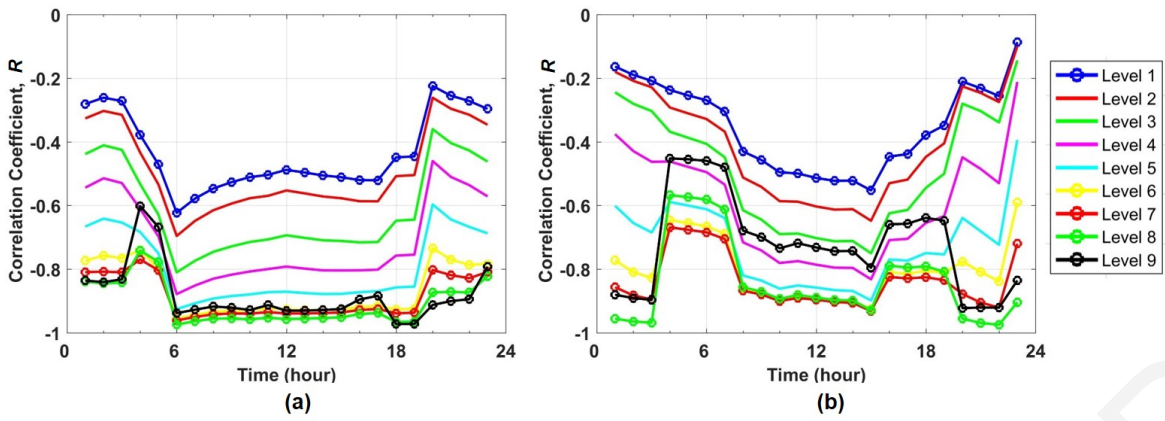 0
-0.2
-0.4
-0.6
-0.8
-1
Correlation Coefficient, R
0 6 12 18 24
Time (hour)
(a)
0
-0.2
-0.4
-0.6
-0.8
-1
Correlation Coefficient, R
0 6 12 18 24
Time (hour)
(b)
Level 1
Level 2
Level 3
Level 4
Level 5
Level 6
Level 7
Level 8
Level 9